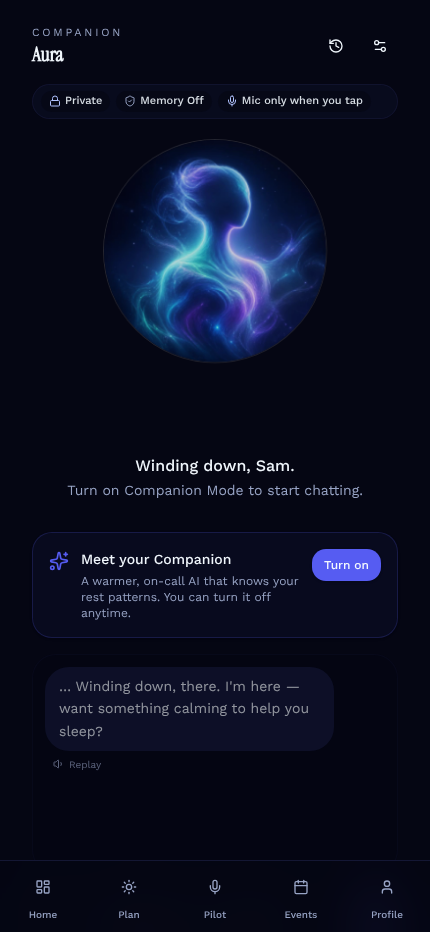 COMPANION
Aura
Private
Memory Off
Mic only when you tap
Winding down, Sam.
Turn on Companion Mode to start chatting.
Meet your Companion
A warmer, on-call AI that knows your
rest patterns. You can turn it off
anytime.
Turn on
... Winding down, there. I'm here —
want something calming to help you
sleep?
Replay
Home
Plan
Pilot
Events
Profile